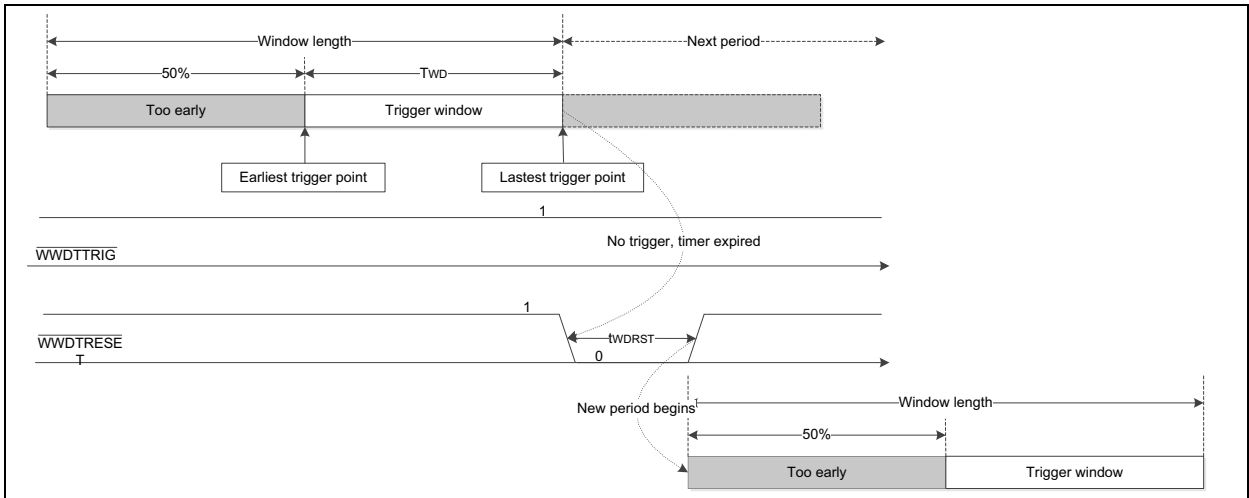 Window length
Next period
50%
TWD
Too early
Trigger window
Earliest trigger point
Lastest trigger point
1
No trigger, timer expired
WWDTTRIG
1
WWDTRESE
T
tWDRST
0
New period begins
Window length
50%
Too early
Trigger window